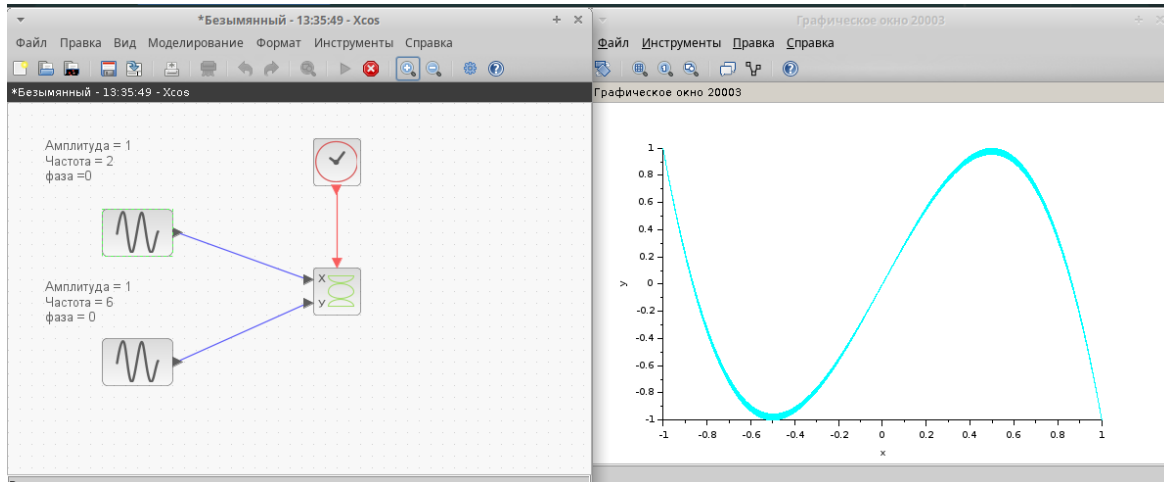 *Безымянный - 13:35:49 - Xcos
Файл Правка Вид Моделирование Формат Инструменты Справка
*Безымянный - 13:35:49 - Xcos
Амплитуда = 1
Частота = 2
фаза =0
X
y
Амплитуда = 1
Частота = 6
фаза = 0
Графическое окно 20003
Файл Инструменты Правка Справка
Графическое окно 20003
1
0.8
0.6
0.4
0.2
y
0
-0.2
-0.4
-0.6
-0.8
-1
-1 -0.8 -0.6 -0.4 -0.2 0 0.2 0.4 0.6 0.8 1
x